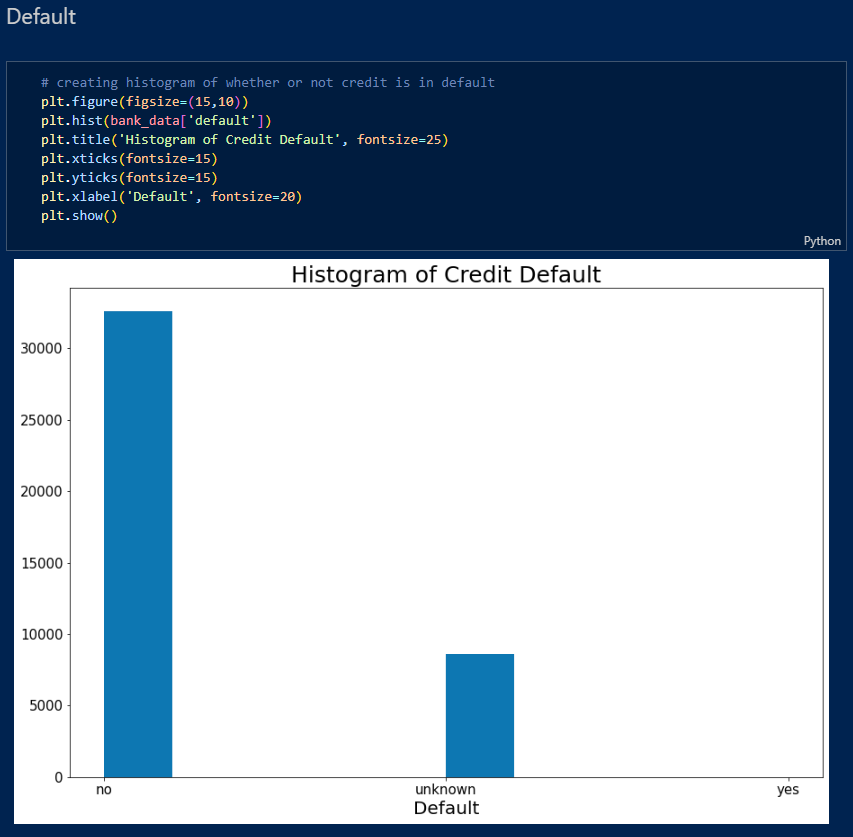 Default
# creating histogram of whether or not credit is in default
plt.figure(figsize=(15,10))
plt.hist(bank_data['default'])
plt.title('Histogram of Credit Default', fontsize=25)
plt.xticks(fontsize=15)
plt.yticks(fontsize=15)
plt.xlabel('Default', fontsize=20)
plt.show()
Python
Histogram of Credit Default
30000
25000
20000
15000
10000
5000
0
no unknown yes
Default